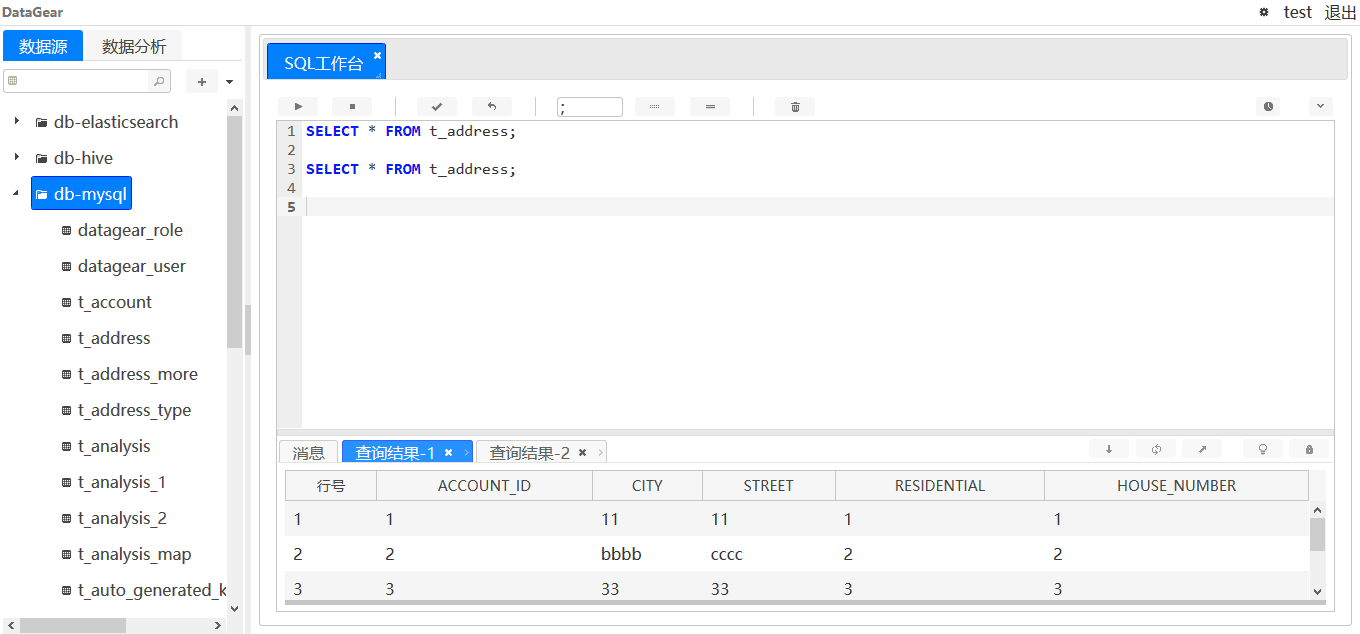 DataGear
test 退出
数据源 数据分析
db-elasticsearch
db-hive
db-mysql
datagear_role
datagear_user
t_account
t_address
t_address_more
t_address_type
t_analysis
t_analysis_1
t_analysis_2
t_analysis_map
t_auto_generated_k
SQL工作台
;
1 SELECT * FROM t_address;
2
3 SELECT * FROM t_address;
4
5
消息 查询结果-1 查询结果-2
行号 ACCOUNT_ID CITY STREET RESIDENTIAL HOUSE_NUMBER
1 1 11 11 1 1
2 2 bbbb cccc 2 2
3 3 33 33 3 3